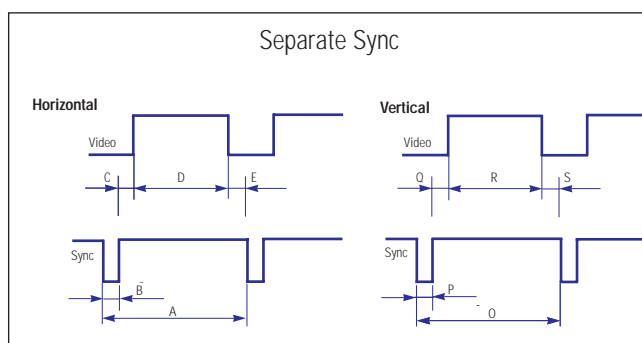 Separate Sync
Horizontal
Vertical
Video
Video
C D E
Q R S
Sync
Sync
B
P
A
O